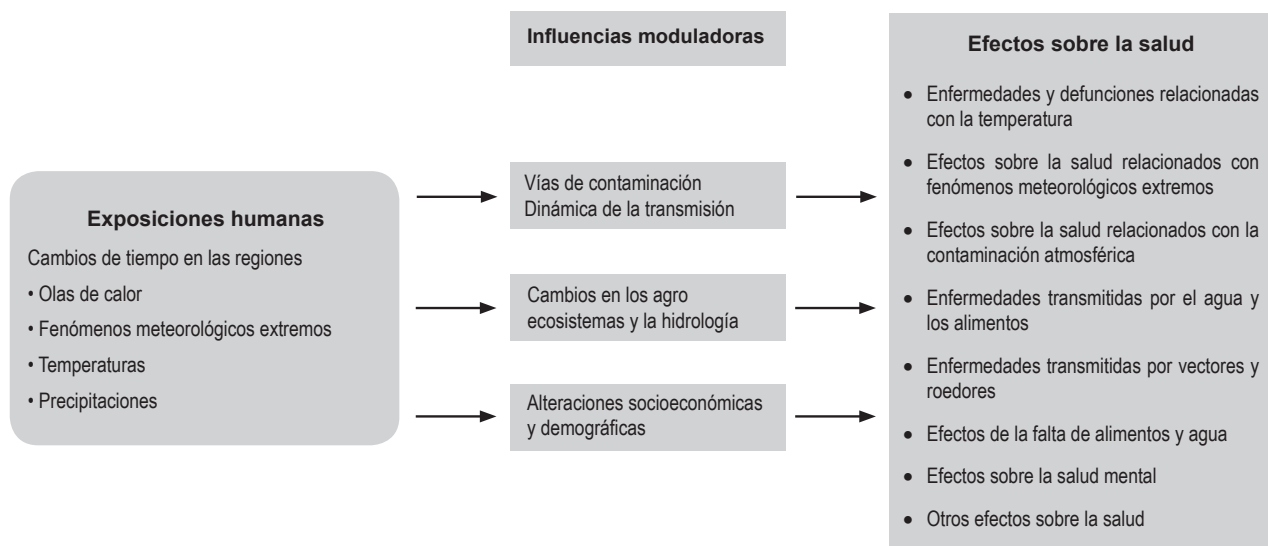 Exposiciones humanas
Cambios de tiempo en las regiones
• Olas de calor
• Fenómenos meteorológicos extremos
• Temperaturas
• Precipitaciones
Influencias moduladoras
Vías de contaminación
Dinámica de la transmisión
Cambios en los agro
ecosistemas y la hidrología
Alteraciones socioeconómicas
y demográficas
Efectos sobre la salud
• Enfermedades y defunciones relacionadas
con la temperatura
• Efectos sobre la salud relacionados con
fenómenos meteorológicos extremos
• Efectos sobre la salud relacionados con la
contaminación atmosférica
• Enfermedades transmitidas por el agua y
los alimentos
• Enfermedades transmitidas por vectores y
roedores
• Efectos de la falta de alimentos y agua
• Efectos sobre la salud mental
• Otros efectos sobre la salud